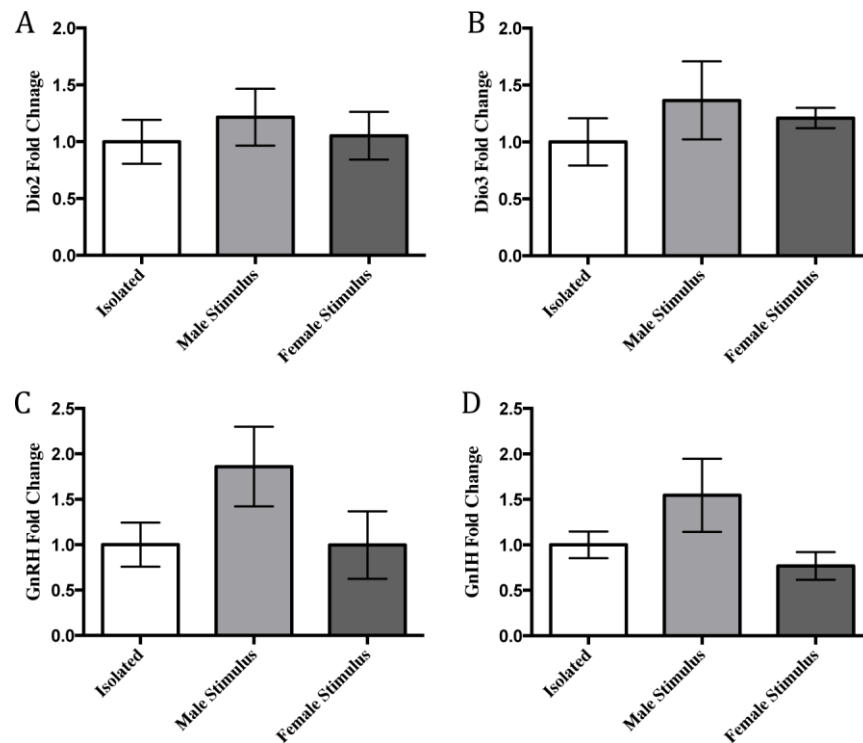 A
Dio2 Fold Chnage
2.0
1.5
1.0
0.5
0.0
Isolated
Male Stimulus
Female Stimulus
B
Dio3 Fold Change
2.0
1.5
1.0
0.5
0.0
Isolated
Male Stimulus
Female Stimulus
C
GnRH Fold Change
2.5
2.0
1.5
1.0
0.5
0.0
Isolated
Male Stimulus
Female Stimulus
D
GnIH Fold Change
2.5
2.0
1.5
1.0
0.5
0.0
Isolated
Male Stimulus
Female Stimulus